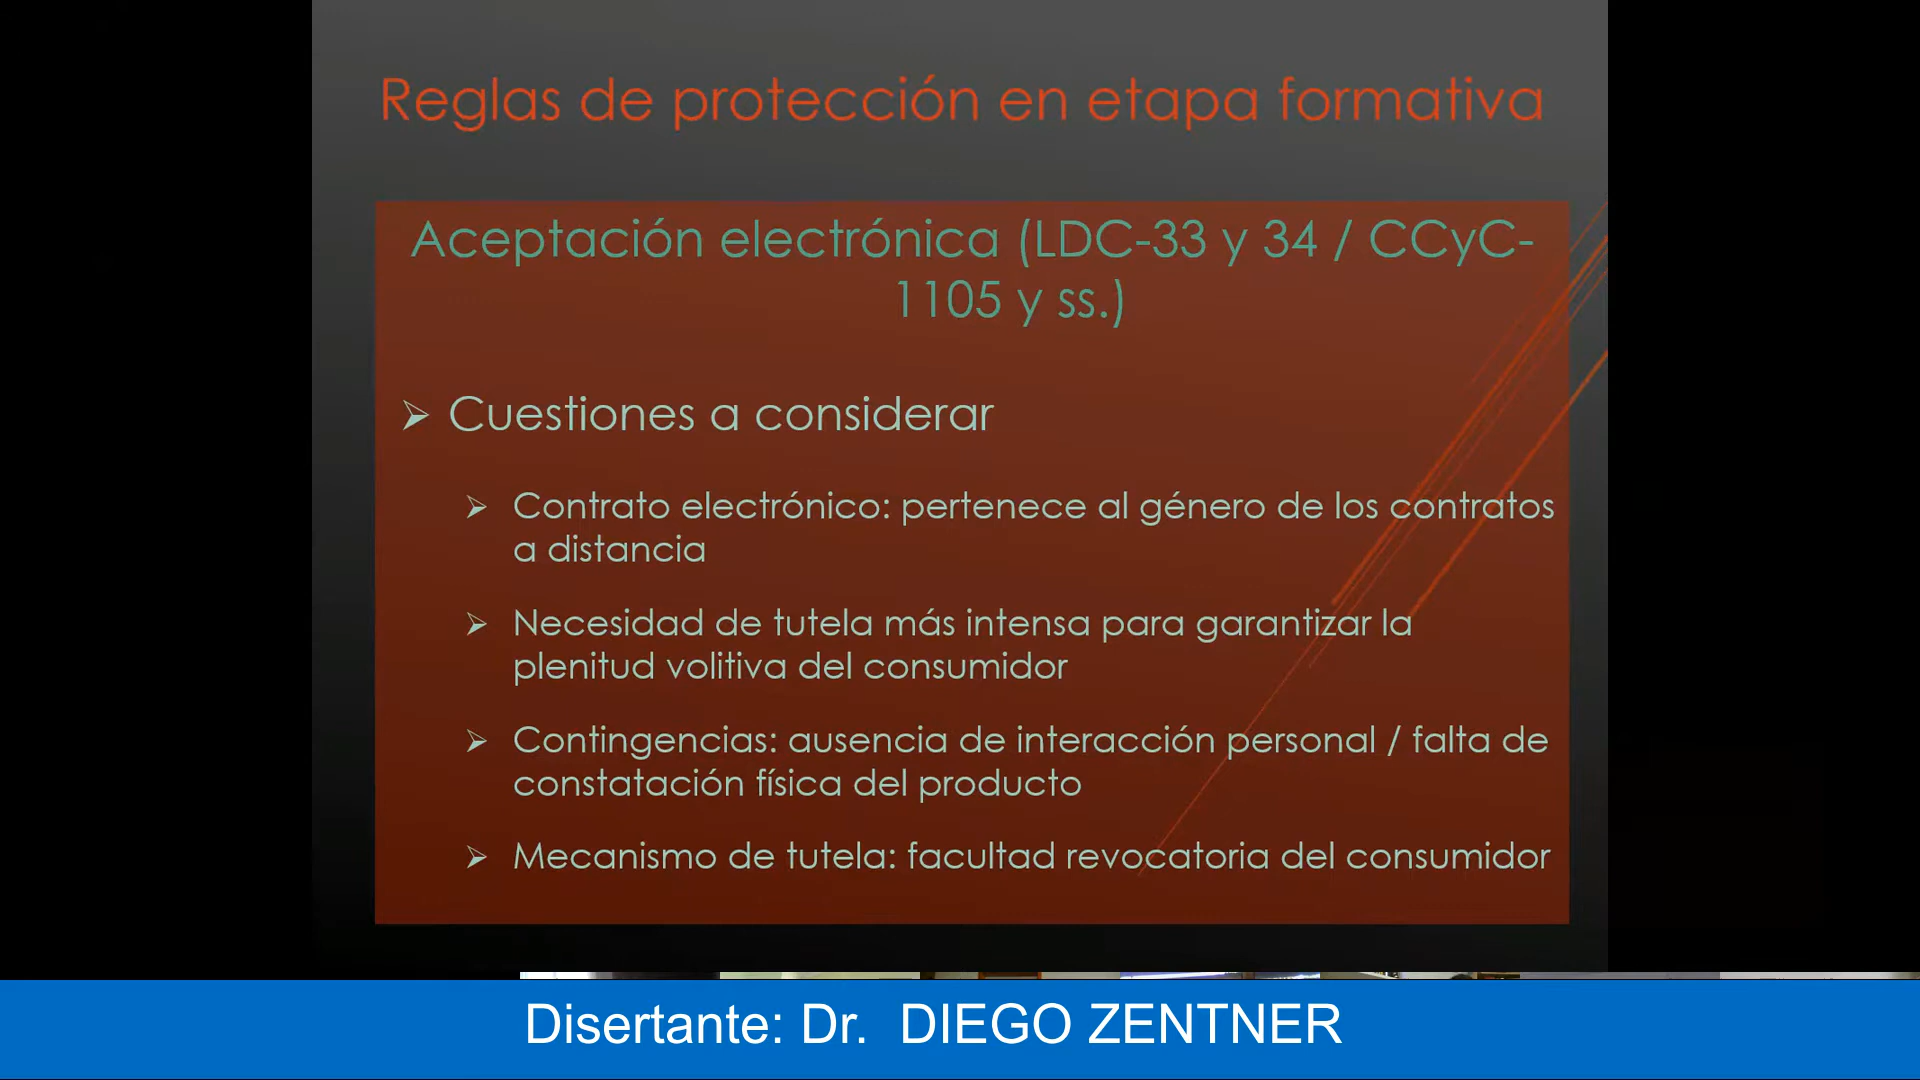 Reglas de protección en etapa formativa
Aceptación electrónica (LDC-33 y 34 / CCyC-
1105 y ss.)
Cuestiones a considerar
Contrato electrónico: pertenece al género de los contratos
a distancia
Necesidad de tutela más intensa para garantizar la
plenitud volitiva del consumidor
Contingencias: ausencia de interacción personal / falta de
constatación física del producto
Mecanismo de tutela: facultad revocatoria del consumidor
Disertante: Dr. DIEGO ZENTNER